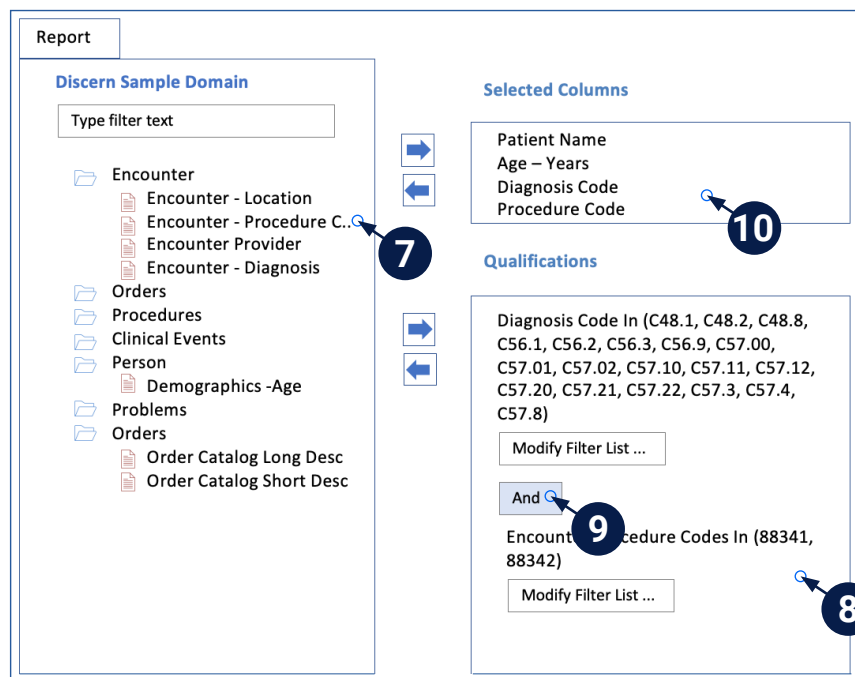 Report
Discern Sample Domain
Type filter text
Encounter
Encounter - Location
Encounter - Procedure C..
Encounter Provider
Encounter - Diagnosis
Orders
Procedures
Clinical Events
Person
Demographics -Age
Problems
Orders
Order Catalog Long Desc
Order Catalog Short Desc
7
Selected Columns
Patient Name
Age – Years
Diagnosis Code
Procedure Code
10
Qualifications
Diagnosis Code In (C48.1, C48.2, C48.8,
C56.1, C56.2, C56.3, C56.9, C57.00,
C57.01, C57.02, C57.10, C57.11, C57.12,
C57.20, C57.21, C57.22, C57.3, C57.4,
C57.8)
Modify Filter List ...
And
9
Encount cedure Codes In (88341,
88342)
8
Modify Filter List ...